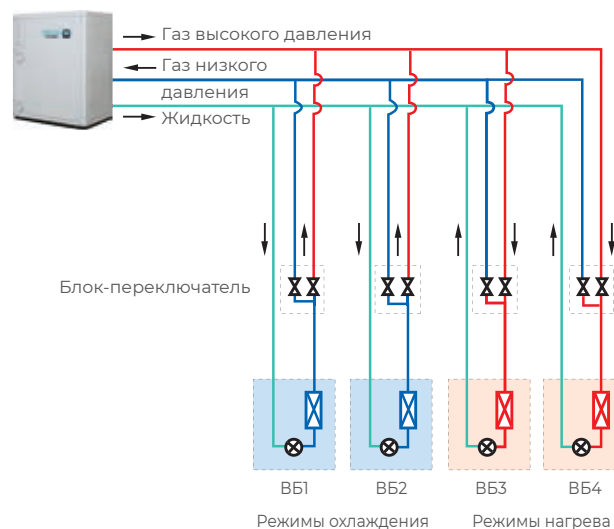 Газ высокого давления
Газ низкого
давления
Жидкость
Блок-переключатель
ВБ1 ВБ2 ВБ3 ВБ4
Режимы охлаждения Режимы нагрева